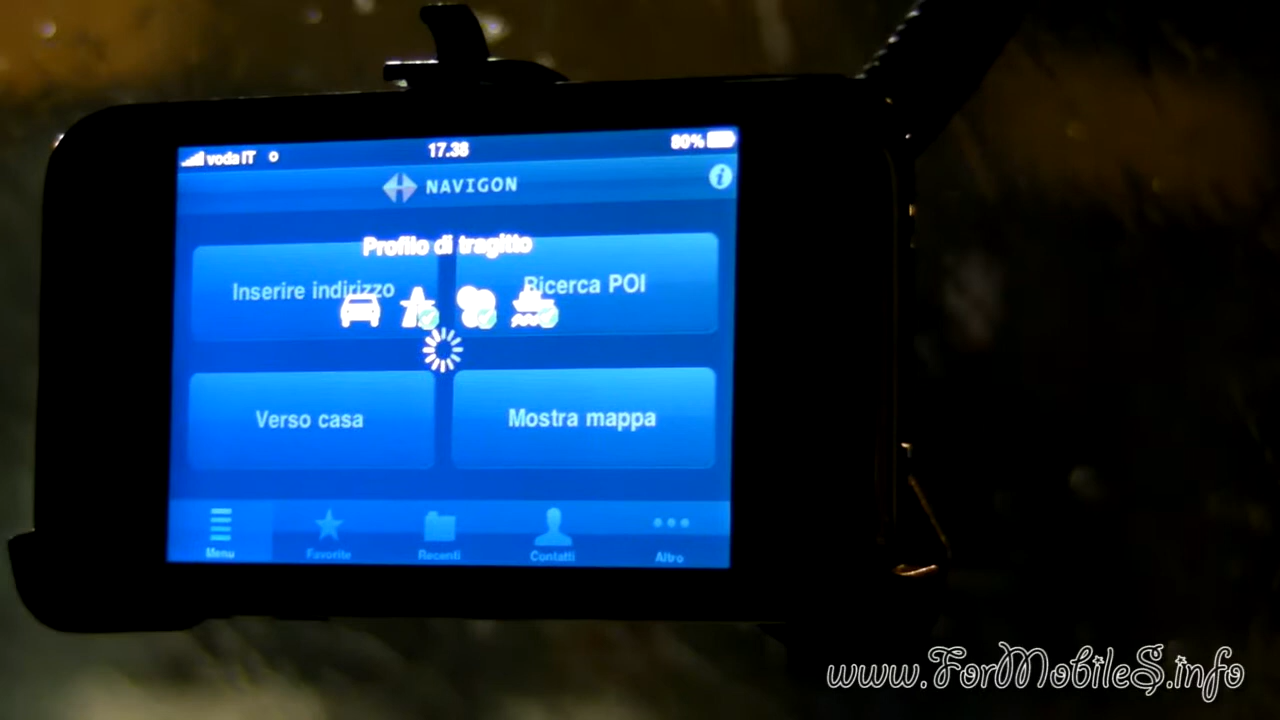 voda IT 17.38 80%
NAVIGON
Profilo di tragitto
Inserire indirizzo Ricerca POI
Verso casa Mostra mappa
Menu Favorite Recenti Contatti Altro
www.ForMobileS.info